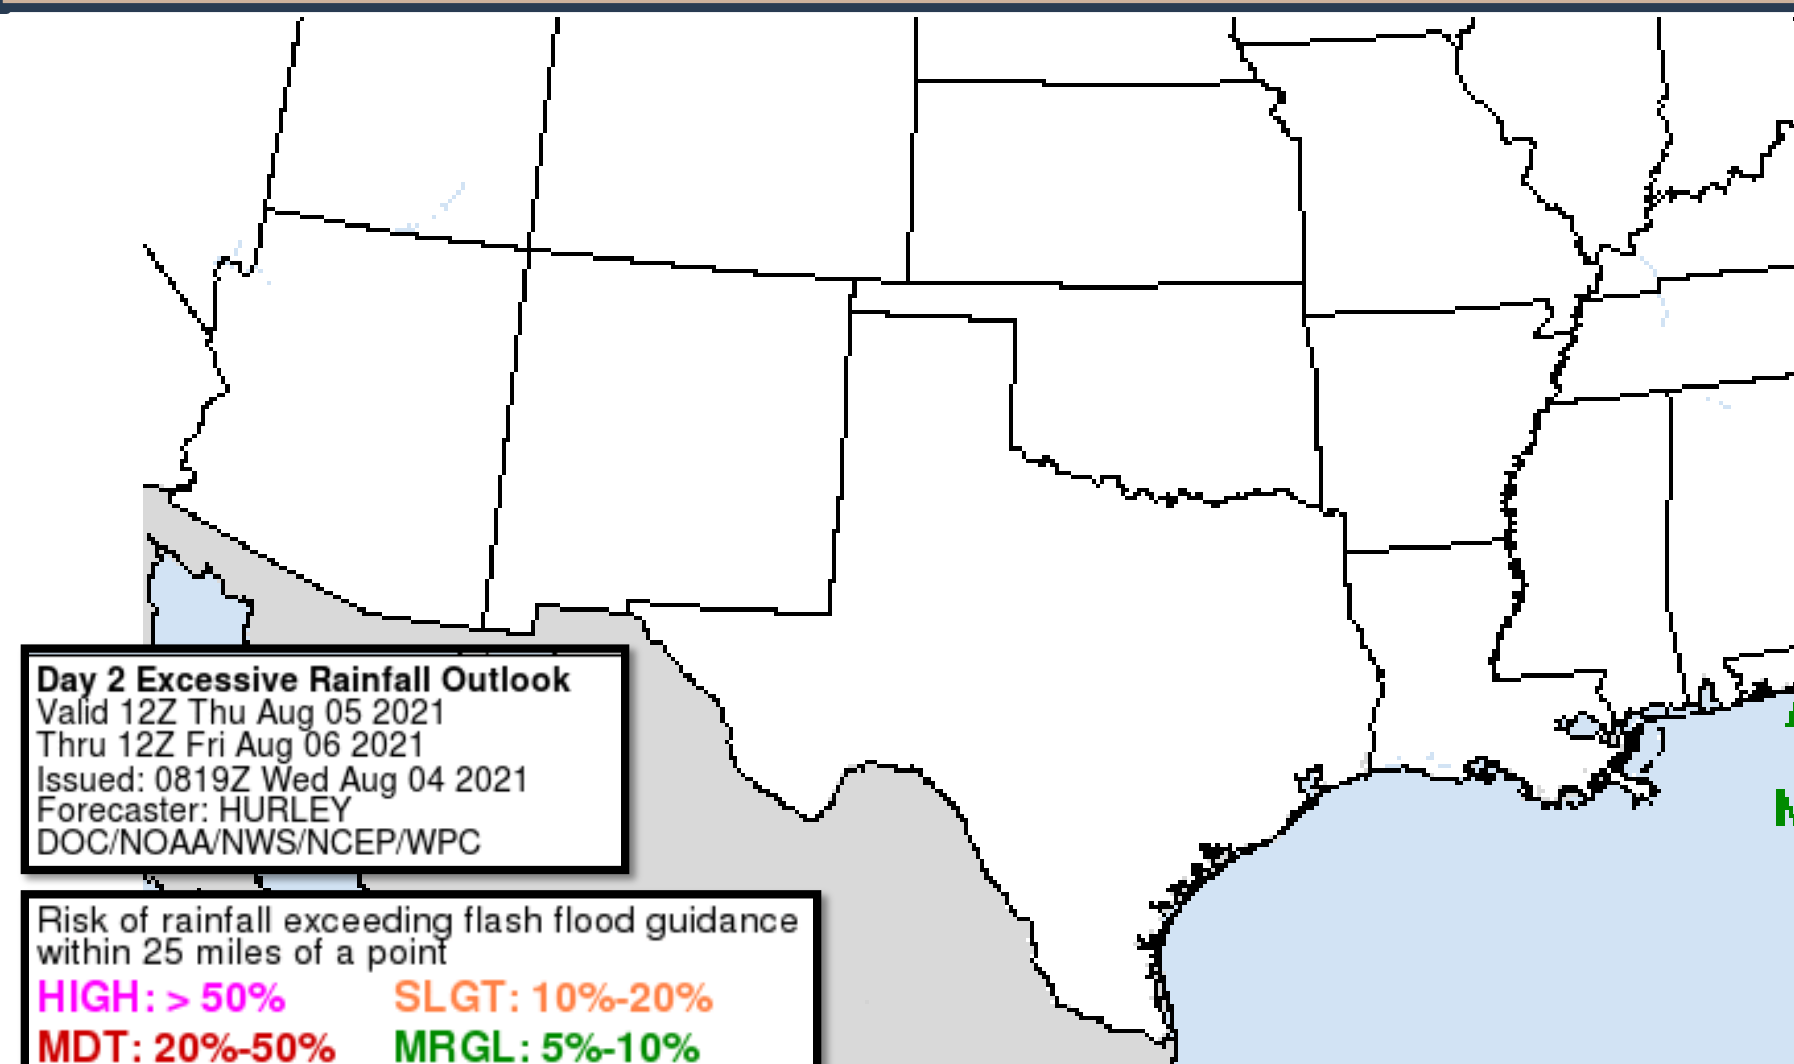 Day 2 Excessive Rainfall Outlook
Valid 12Z Thu Aug 05 2021
Thru 12Z Fri Aug 06 2021
Issued: 0819Z Wed Aug 04 2021
Forecaster: HURLEY
DOC/NOAA/NWS/NCEP/WPC
Risk of rainfall exceeding flash flood guidance
within 25 miles of a point
HIGH: > 50% SLGT: 10%-20%
MDT: 20%-50% MRGL: 5%-10%